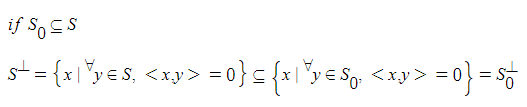 if S₀ ⊆ S
S⊥ = {x | ∀y ∈ S, <x,y> = 0} ⊆ {x | ∀y ∈ S₀, <x,y> = 0} = S₀⊥